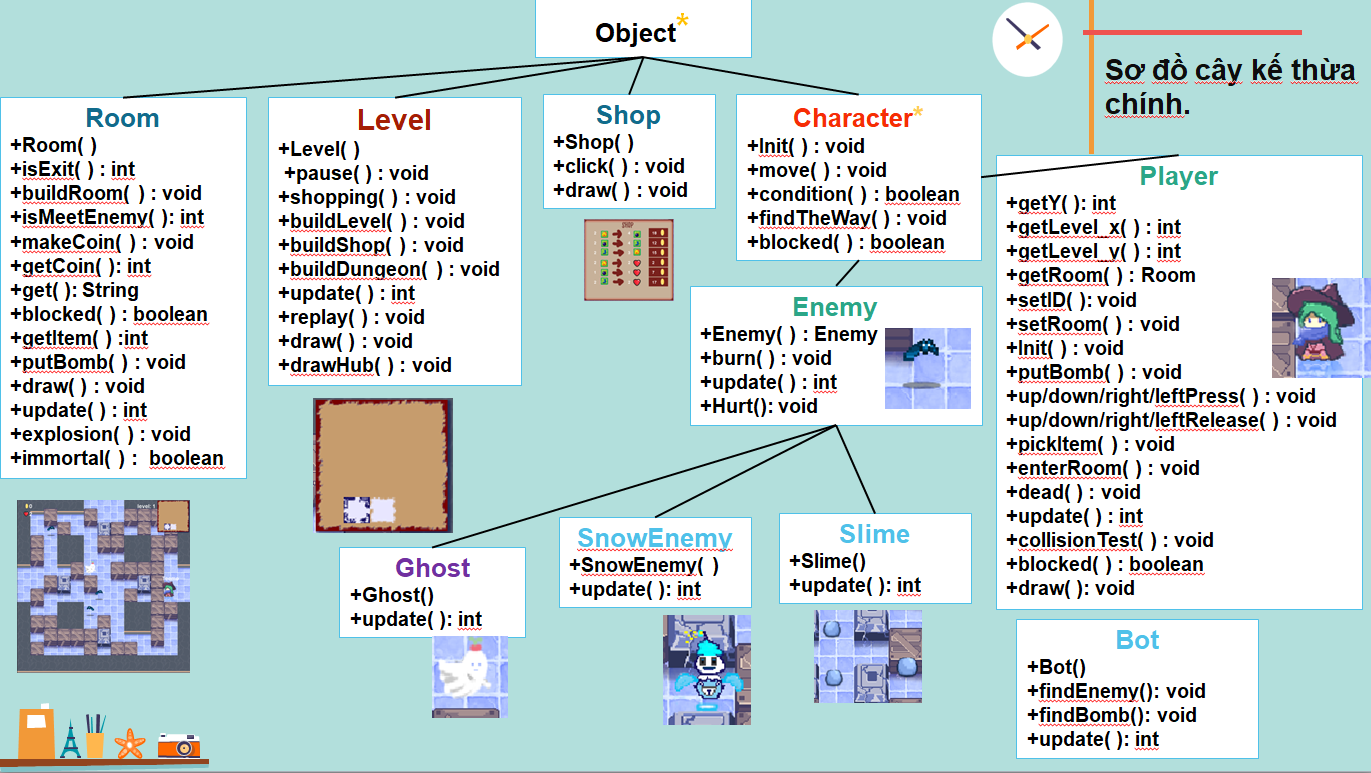 Object*
Sơ đồ cây kế thừa
chính.
Room
+Room( )
+isExit( ) : int
+buildRoom( ) : void
+isMeetEnemy( ): int
+makeCoin( ) : void
+getCoin( ): int
+get( ): String
+blocked( ) : boolean
+getItem( ) :int
+putBomb( ) : void
+draw( ) : void
+update( ) : int
+explosion( ) : void
+immortal( ) :  boolean
Level
+Level( )
+pause( ) : void
+shopping( ) : void
+buildLevel( ) : void
+buildShop( ) : void
+buildDungeon( ) : void
+update( ) : int
+replay( ) : void
+draw( ) : void
+drawHub( ) : void
Shop
+Shop( )
+click( ) : void
+draw( ) : void
Character*
+Init( ) : void
+move( ) : void
+condition( ) : boolean
+findTheWay( ) : void
+blocked( ) : boolean
Player
+getY( ): int
+getLevel_x( ) : int
+getLevel_y( ) : int
+getRoom( ) : Room
+setID( ): void
+setRoom( ) : void
+Init( ) : void
+putBomb( ) : void
+up/down/right/leftPress( ) : void
+up/down/right/leftRelease( ) : void
+pickItem( ) : void
+enterRoom( ) : void
+dead( ) : void
+update( ) : int
+collisionTest( ) : void
+blocked( ) : boolean
+draw( ): void
Enemy
+Enemy( ) : Enemy
+burn( ) : void
+update( ) : int
+Hurt(): void
Ghost
+Ghost()
+update( ): int
SnowEnemy
+SnowEnemy( )
+update( ): int
Slime
+Slime()
+update( ): int
Bot
+Bot()
+findEnemy(): void
+findBomb(): void
+update( ): int
level: 1